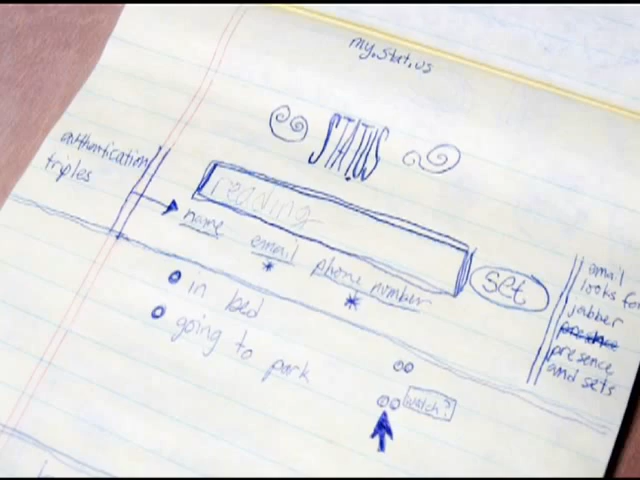 my.stat.us
STATUS
authentication
triples
reading
name
email
phone number
set
in bed
going to park
watch?
email
looks for
jabber
presence
presence
and sets